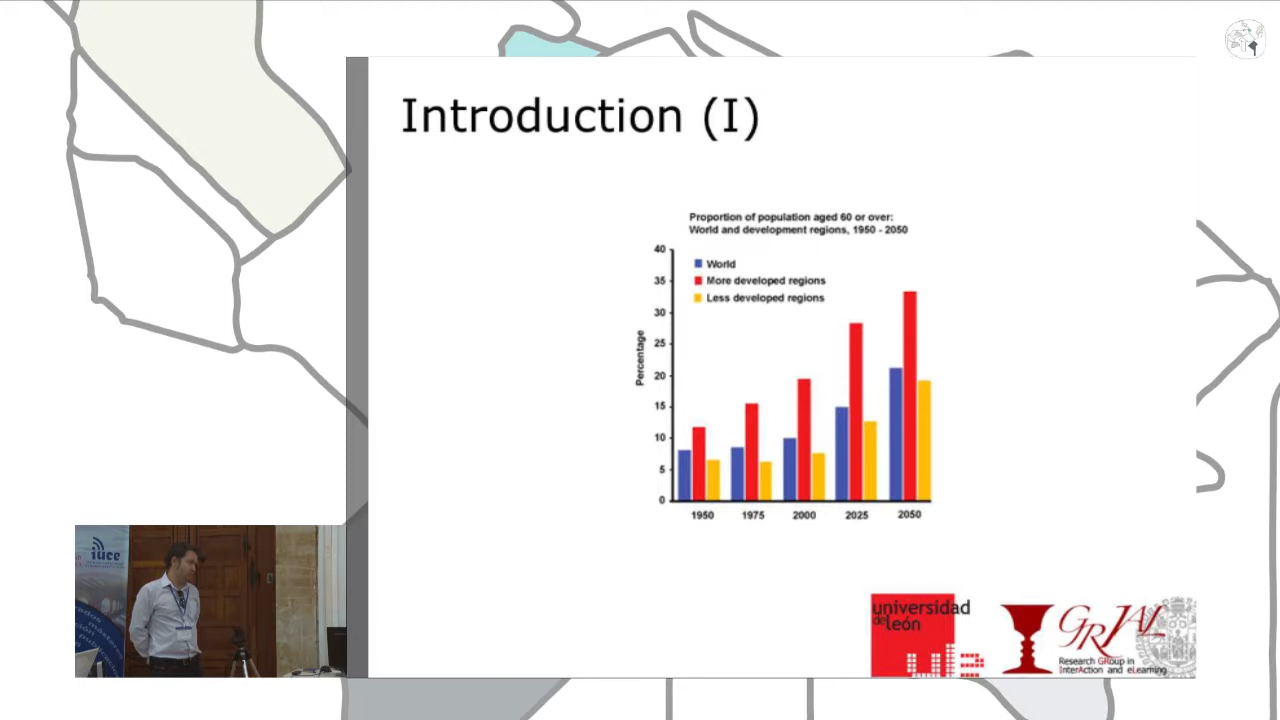 Introduction (I)
Proportion of population aged 60 or over:
World and development regions, 1950 - 2050
40
35
30
25
20
15
10
5
0
Percentage
World
More developed regions
Less developed regions
1950
1975
2000
2025
2050
iuce
universidad
de león
GRIAL
Research GRoup in
InterAction and eLearning